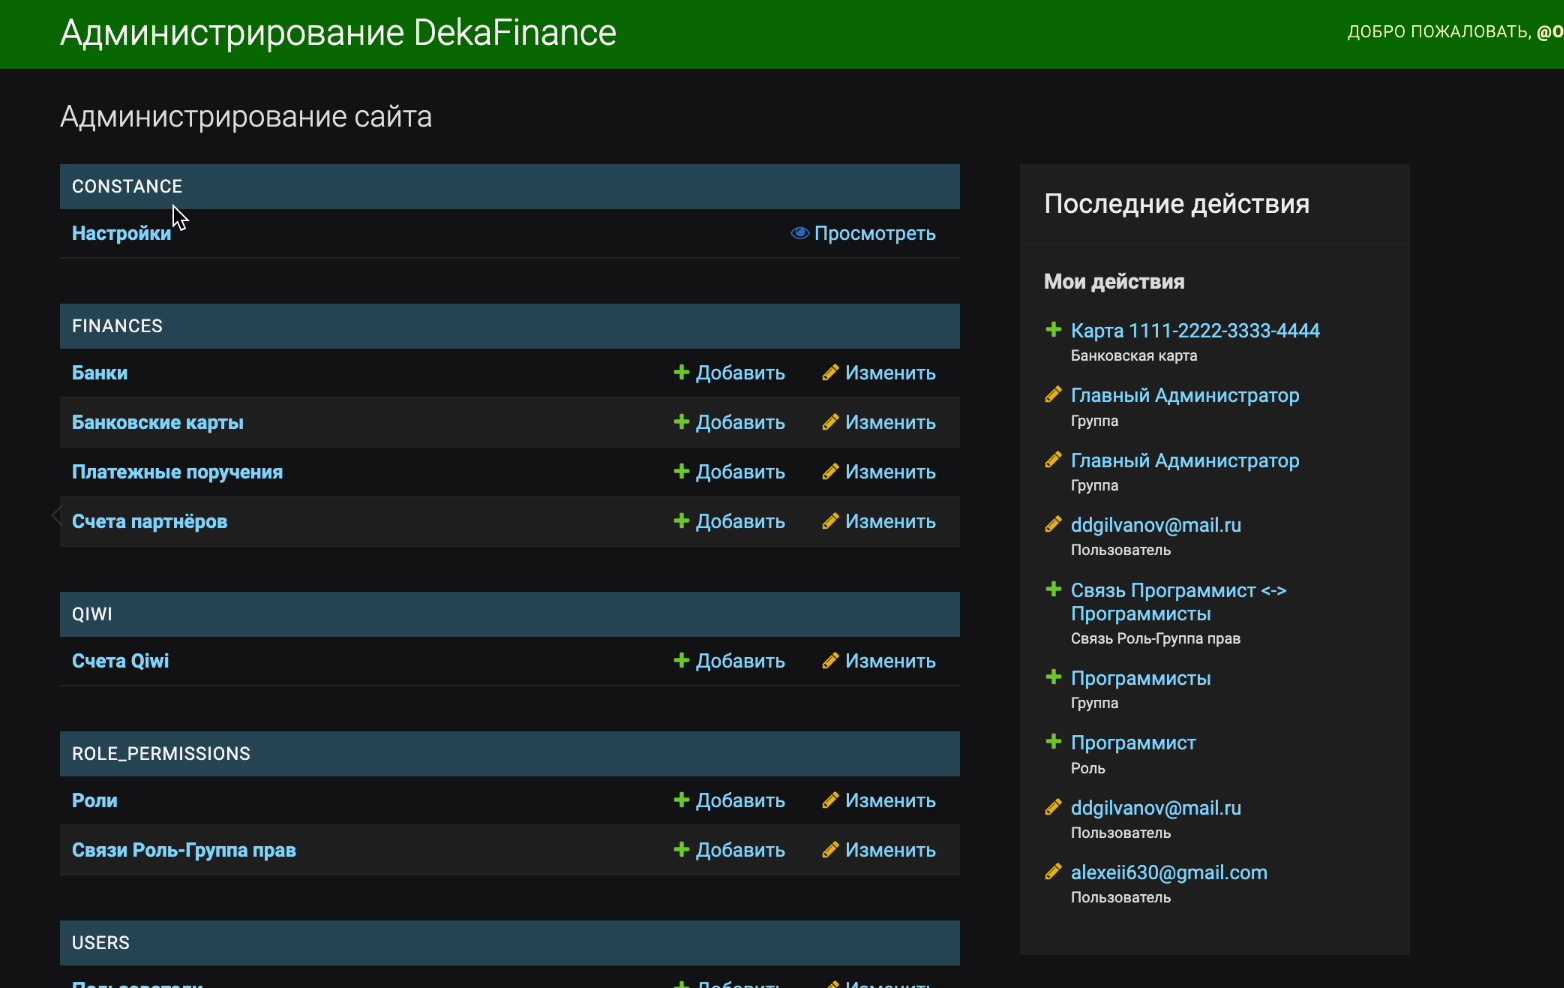 Администрирование DekaFinance
ДОБРО ПОЖАЛОВАТЬ, @O
Администрирование сайта
CONSTANCE
Настройки Просмотреть
FINANCES
Банки Добавить Изменить
Банковские карты Добавить Изменить
Платежные поручения Добавить Изменить
Счета партнёров Добавить Изменить
QIWI
Счета Qiwi Добавить Изменить
ROLE_PERMISSIONS
Роли Добавить Изменить
Связи Роль-Группа прав Добавить Изменить
USERS
Пользователи Добавить Изменить
Последние действия
Мои действия
Карта 1111-2222-3333-4444
Банковская карта
Главный Администратор
Группа
Главный Администратор
Группа
ddgilvanov@mail.ru
Пользователь
Связь Программист <->
Программисты
Связь Роль-Группа прав
Программисты
Группа
Программист
Роль
ddgilvanov@mail.ru
Пользователь
alexeii630@gmail.com
Пользователь